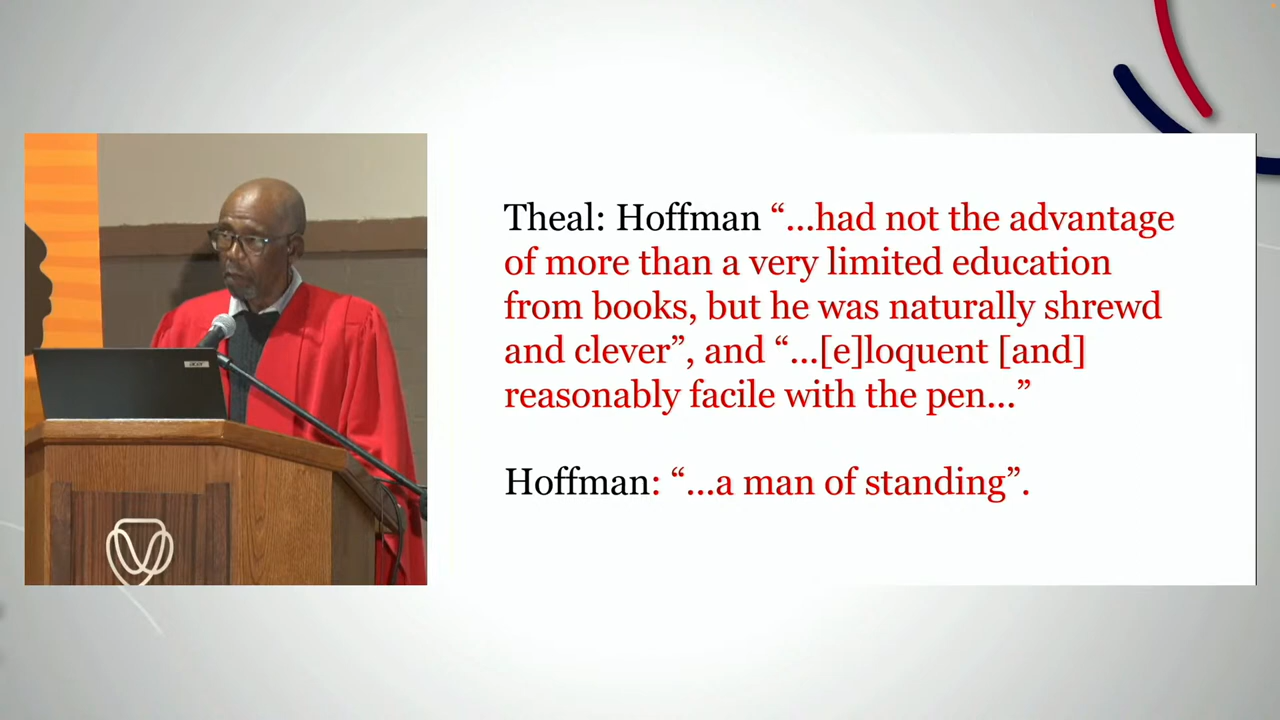 Theal: Hoffman “...had not the advantage
of more than a very limited education
from books, but he was naturally shrewd
and clever”, and “...[e]loquent [and]
reasonably facile with the pen...”
Hoffman: “...a man of standing”.